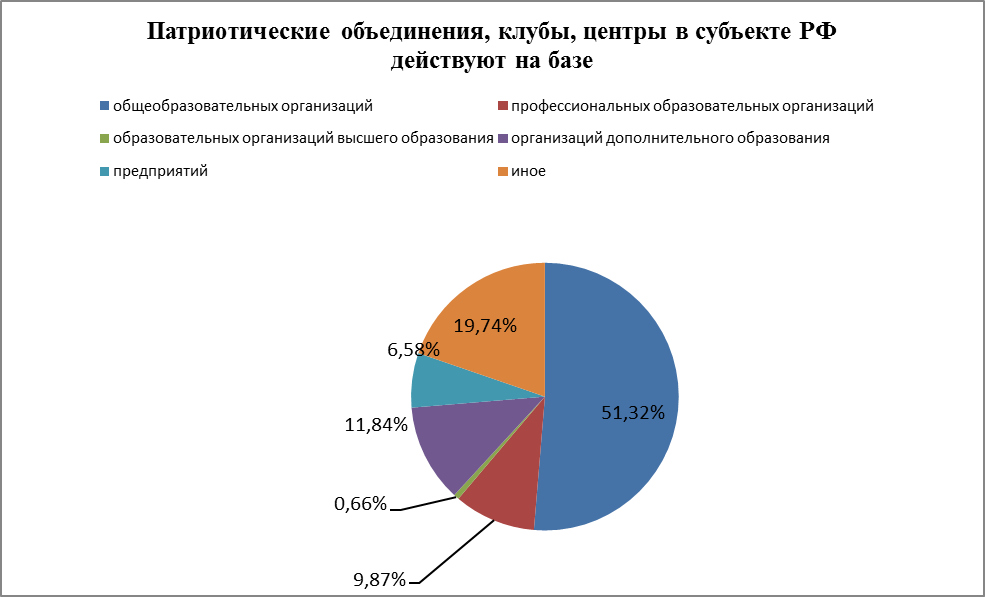 Патриотические объединения, клубы, центры в субъекте РФ
действуют на базе
общеобразовательных организаций
профессиональных образовательных организаций
образовательных организаций высшего образования
организаций дополнительного образования
предприятий
иное
19,74%
6,58%
51,32%
11,84%
0,66%
9,87%